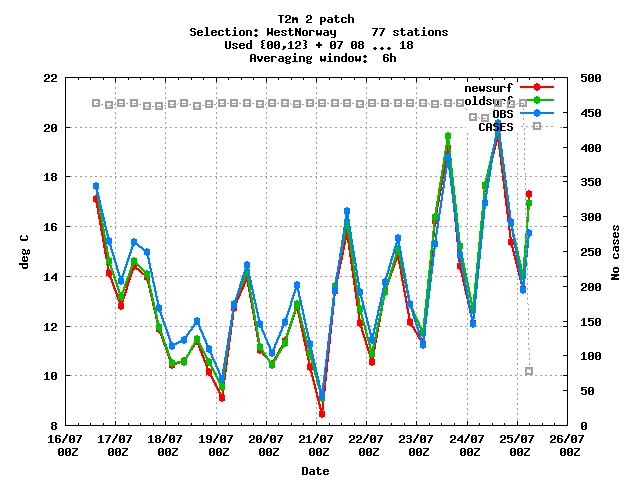 T2m 2 patch
Selection: WestNorway 77 stations
Used {00,12} + 07 08 ... 18
Averaging window: 6h
22
20
18
16
14
12
10
8
deg C
500
450
400
350
300
250
200
150
100
50
0
No cases
newsurf
oldsurf
OBS
CASES
16/07 17/07 18/07 19/07 20/07 21/07 22/07 23/07 24/07 25/07 26/07
00Z 00Z 00Z 00Z 00Z 00Z 00Z 00Z 00Z 00Z 00Z
Date